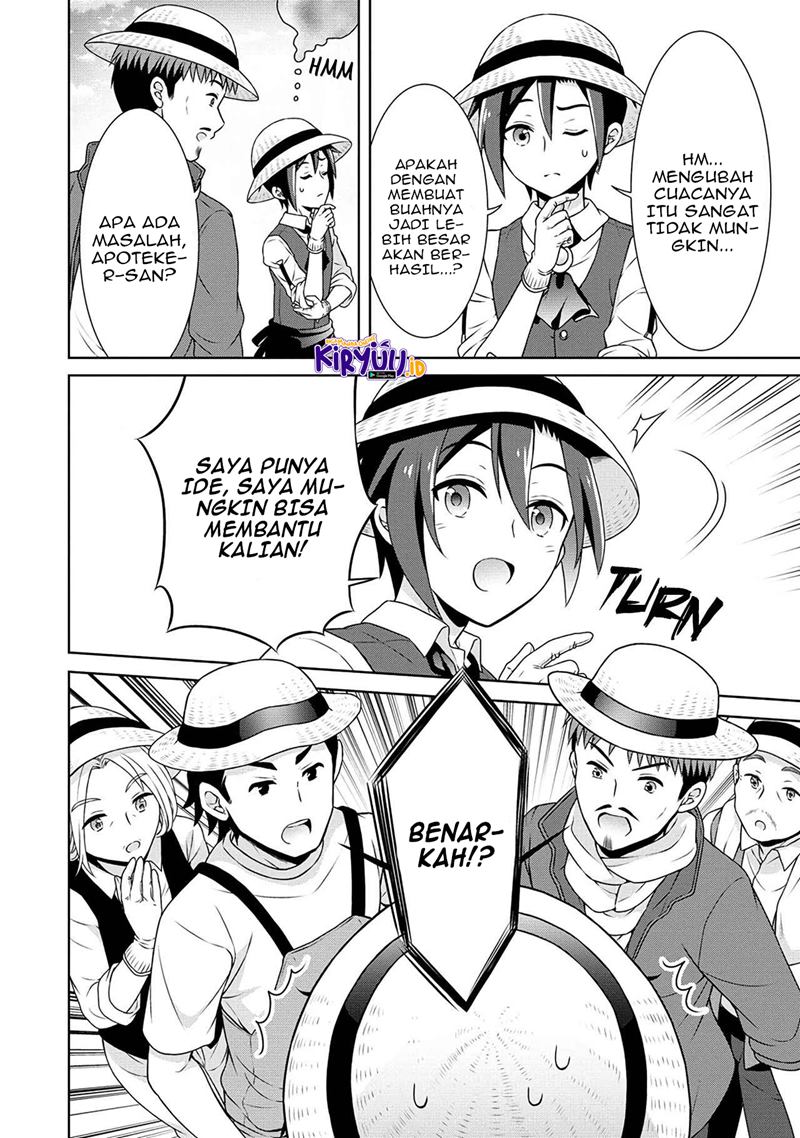 HM...
MENGUBAH
CUACANYA
ITU SANGAT
TIDAK MUN-
GKIN...
APAKAH
DENGAN
MEMBUAT
BUAHNYA
JADI LE-
BIH BESAR
AKAN BER-
HASIL...?
HMM
APA ADA
MASALAH,
APOTEKE-
R-SAN?
KIRYUU.ID
SAYA PUNYA
IDE, SAYA MU-
NGKIN BISA
MEMBANTU
KALIAN!
TURN
BENAR-
KAH!?